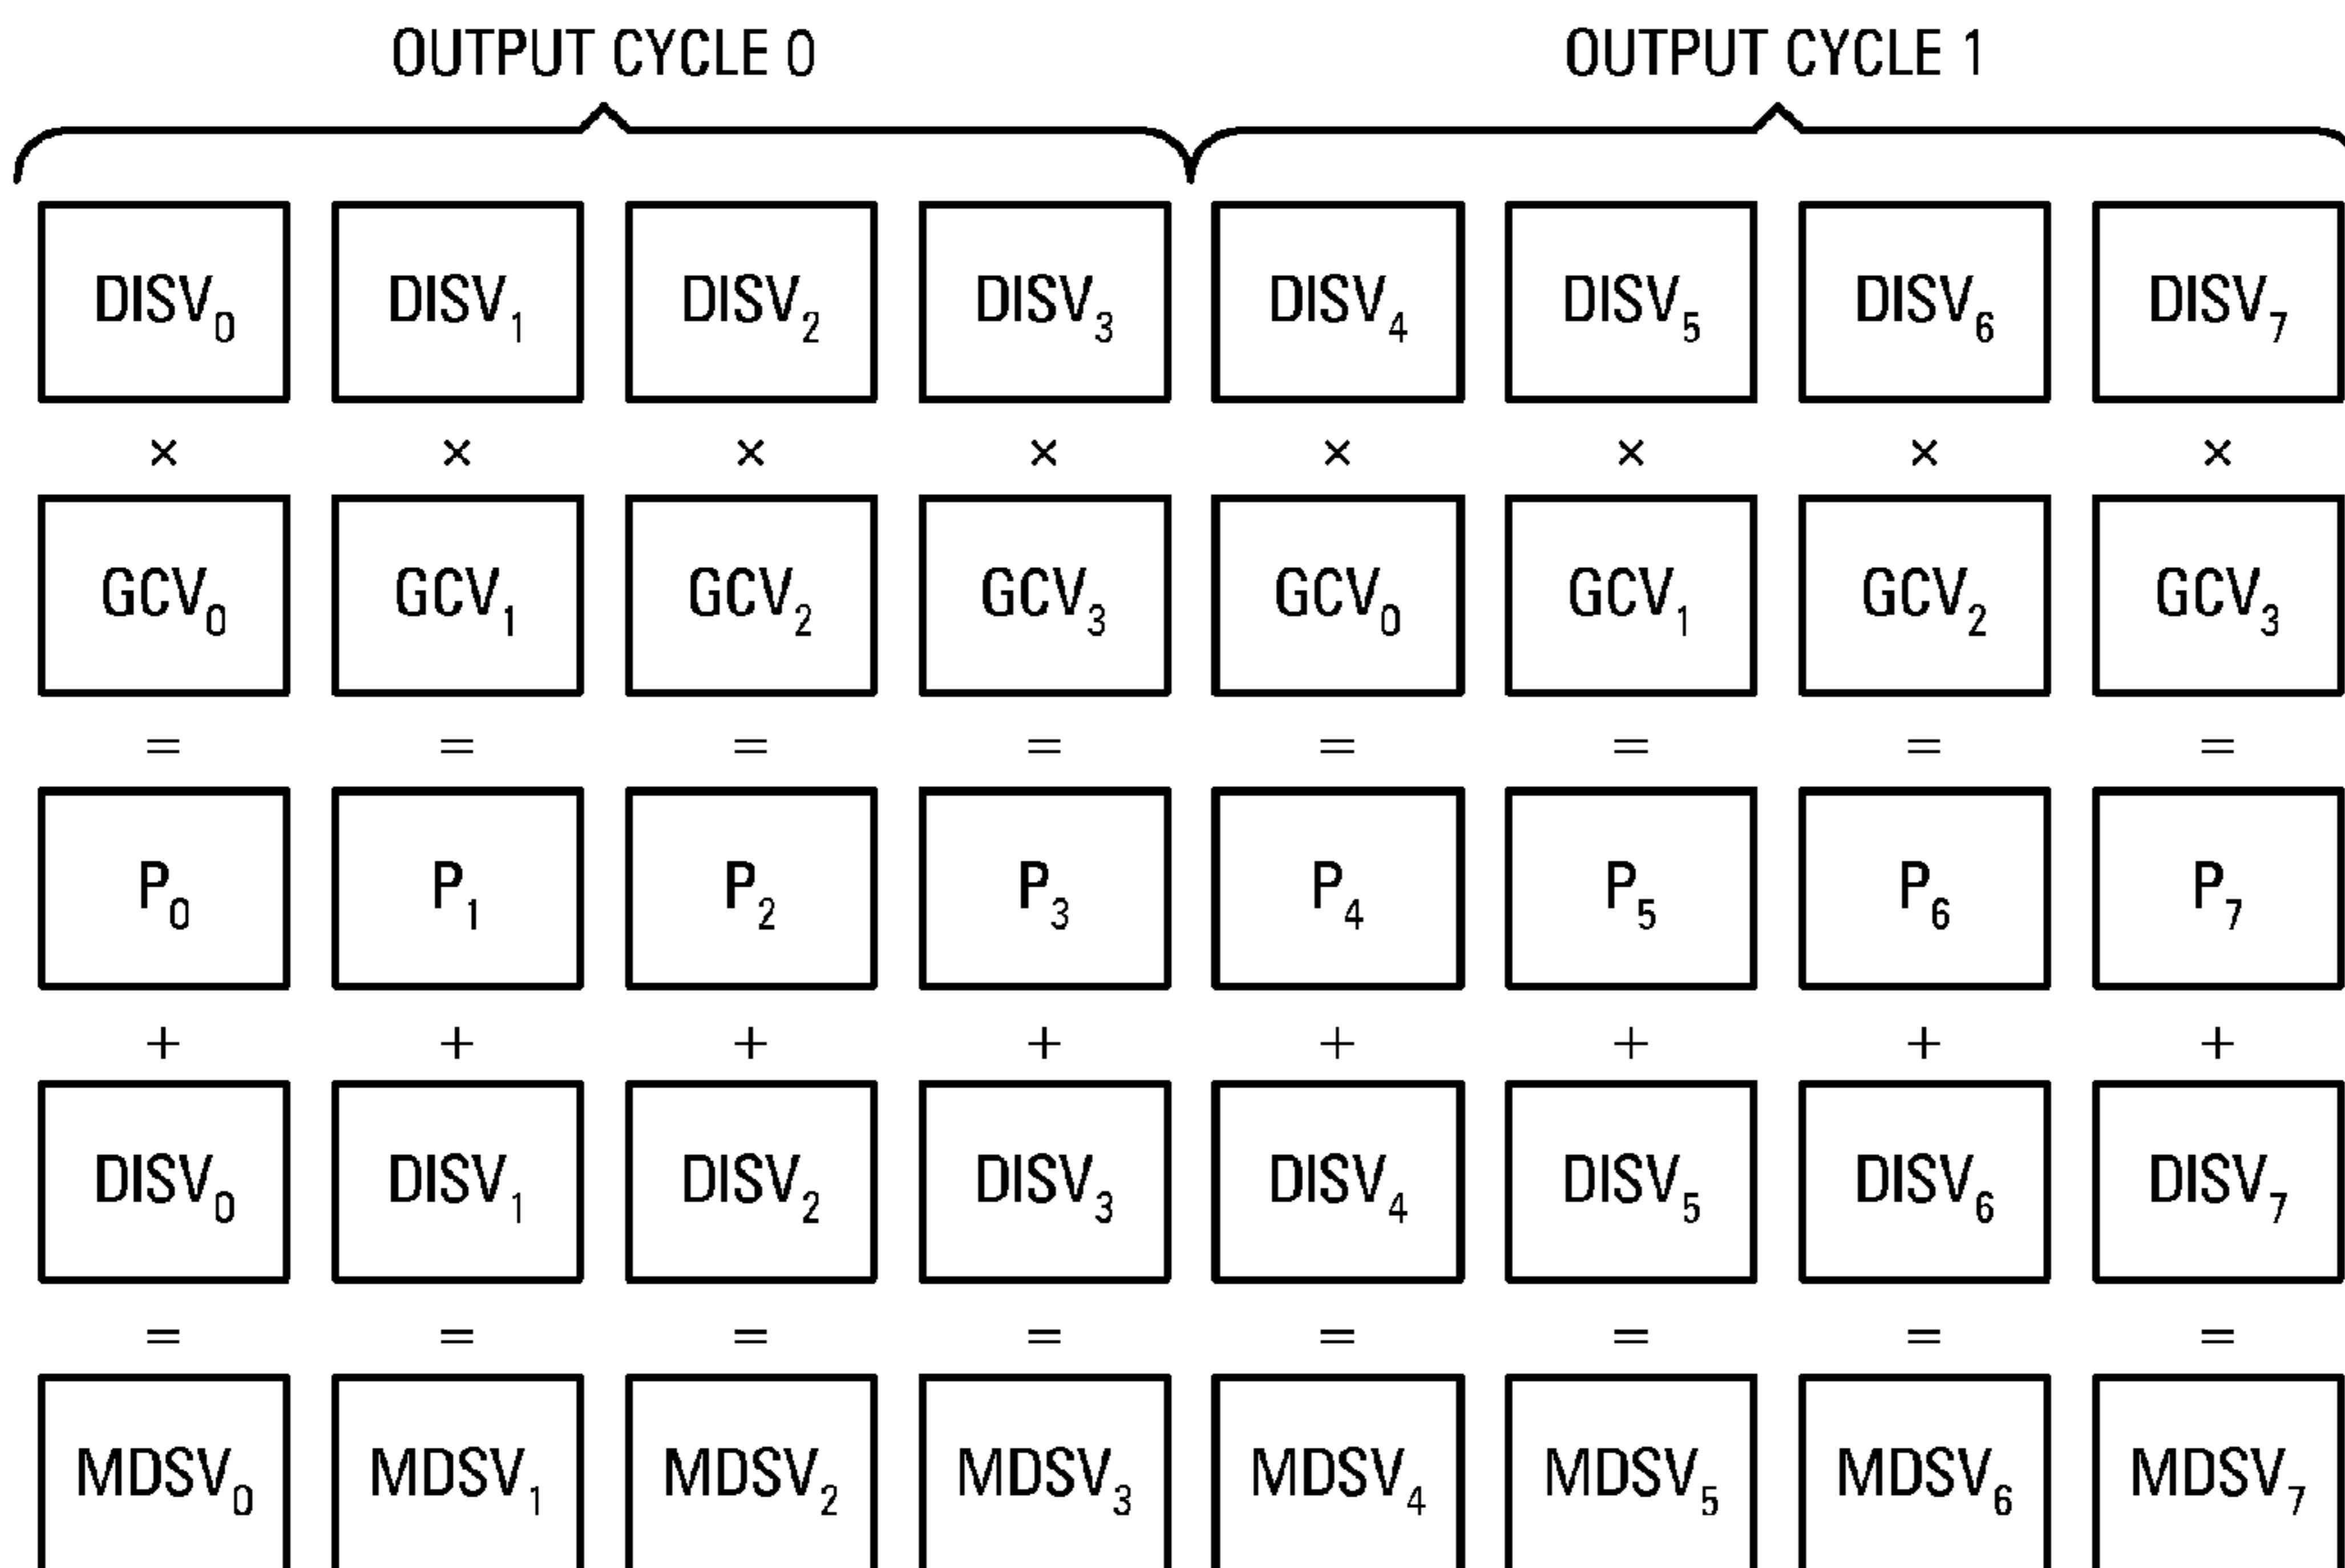 OUTPUT CYCLE 0 OUTPUT CYCLE 1
DISV₀ DISV₁ DISV₂ DISV₃ DISV₄ DISV₅ DISV₆ DISV₇
× × × × × × × ×
GCV₀ GCV₁ GCV₂ GCV₃ GCV₀ GCV₁ GCV₂ GCV₃
= = = = = = = =
P₀ P₁ P₂ P₃ P₄ P₅ P₆ P₇
+ + + + + + + +
DISV₀ DISV₁ DISV₂ DISV₃ DISV₄ DISV₅ DISV₆ DISV₇
= = = = = = = =
MDSV₀ MDSV₁ MDSV₂ MDSV₃ MDSV₄ MDSV₅ MDSV₆ MDSV₇